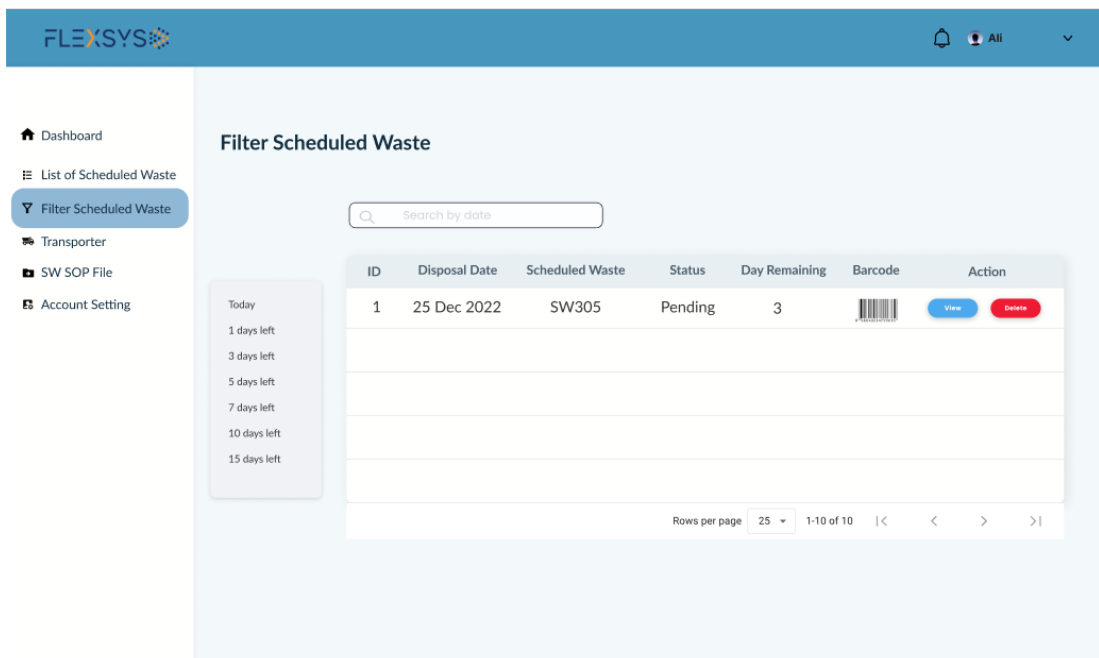 FLEXSYS
Ali
Dashboard
List of Scheduled Waste
Filter Scheduled Waste
Transporter
SW SOP File
Account Setting
Filter Scheduled Waste
Search by date
Today
1 days left
3 days left
5 days left
7 days left
10 days left
15 days left
ID Disposal Date Scheduled Waste Status Day Remaining Barcode Action
1 25 Dec 2022 SW305 Pending 3 View Delete
Rows per page 25 1-10 of 10